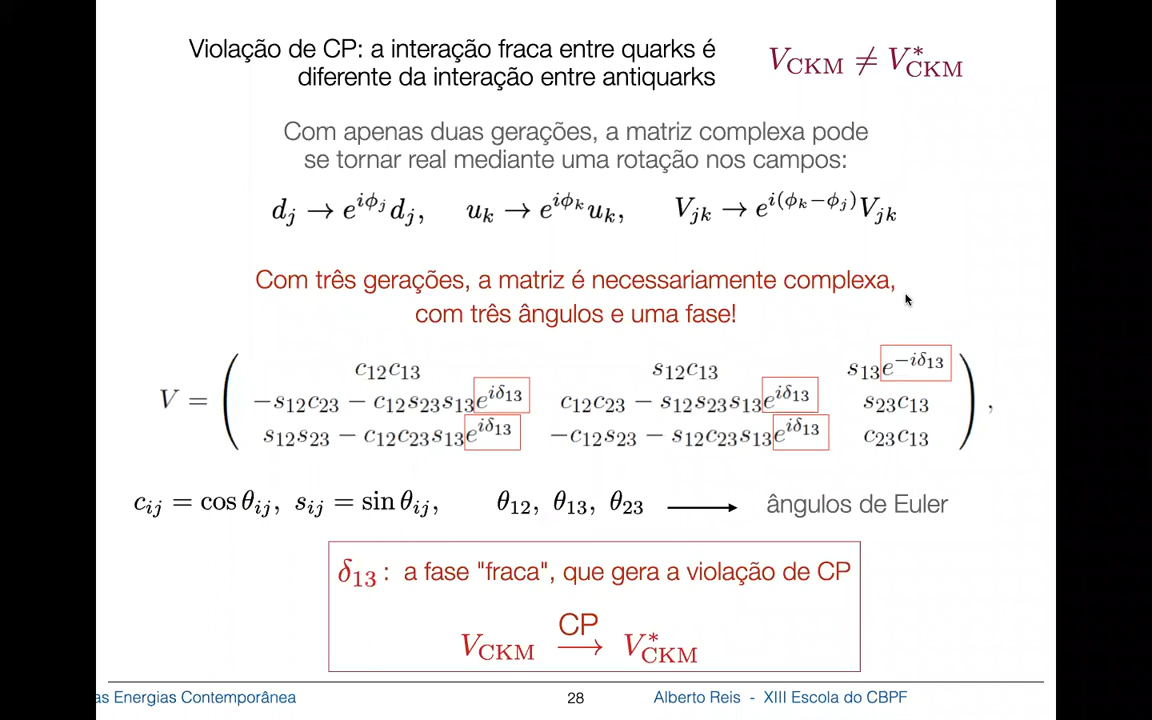 Violação de CP: a interação fraca entre quarks é
diferente da interação entre antiquarks
V_CKM ≠ V*_CKM
Com apenas duas gerações, a matriz complexa pode
se tornar real mediante uma rotação nos campos:
d_j → e^{iϕ_j} d_j, u_k → e^{iϕ_k} u_k, V_jk → e^{i(ϕ_k−ϕ_j)} V_jk
Com três gerações, a matriz é necessariamente complexa,
com três ângulos e uma fase!
c₁₂c₁₃ s₁₂c₁₃ s₁₃e^{−iδ₁₃}
V = −s₁₂c₂₃ − c₁₂s₂₃s₁₃e^{iδ₁₃} c₁₂c₂₃ − s₁₂s₂₃s₁₃e^{iδ₁₃} s₂₃c₁₃ ,
s₁₂s₂₃ − c₁₂c₂₃s₁₃e^{iδ₁₃} −c₁₂s₂₃ − s₁₂c₂₃s₁₃e^{iδ₁₃} c₂₃c₁₃
c_ij = cos θ_ij, s_ij = sin θ_ij, θ₁₂, θ₁₃, θ₂₃ → ângulos de Euler
δ₁₃ : a fase "fraca", que gera a violação de CP
CP
V_CKM → V*_CKM
as Energias Contemporânea 28 Alberto Reis - XIII Escola do CBPF